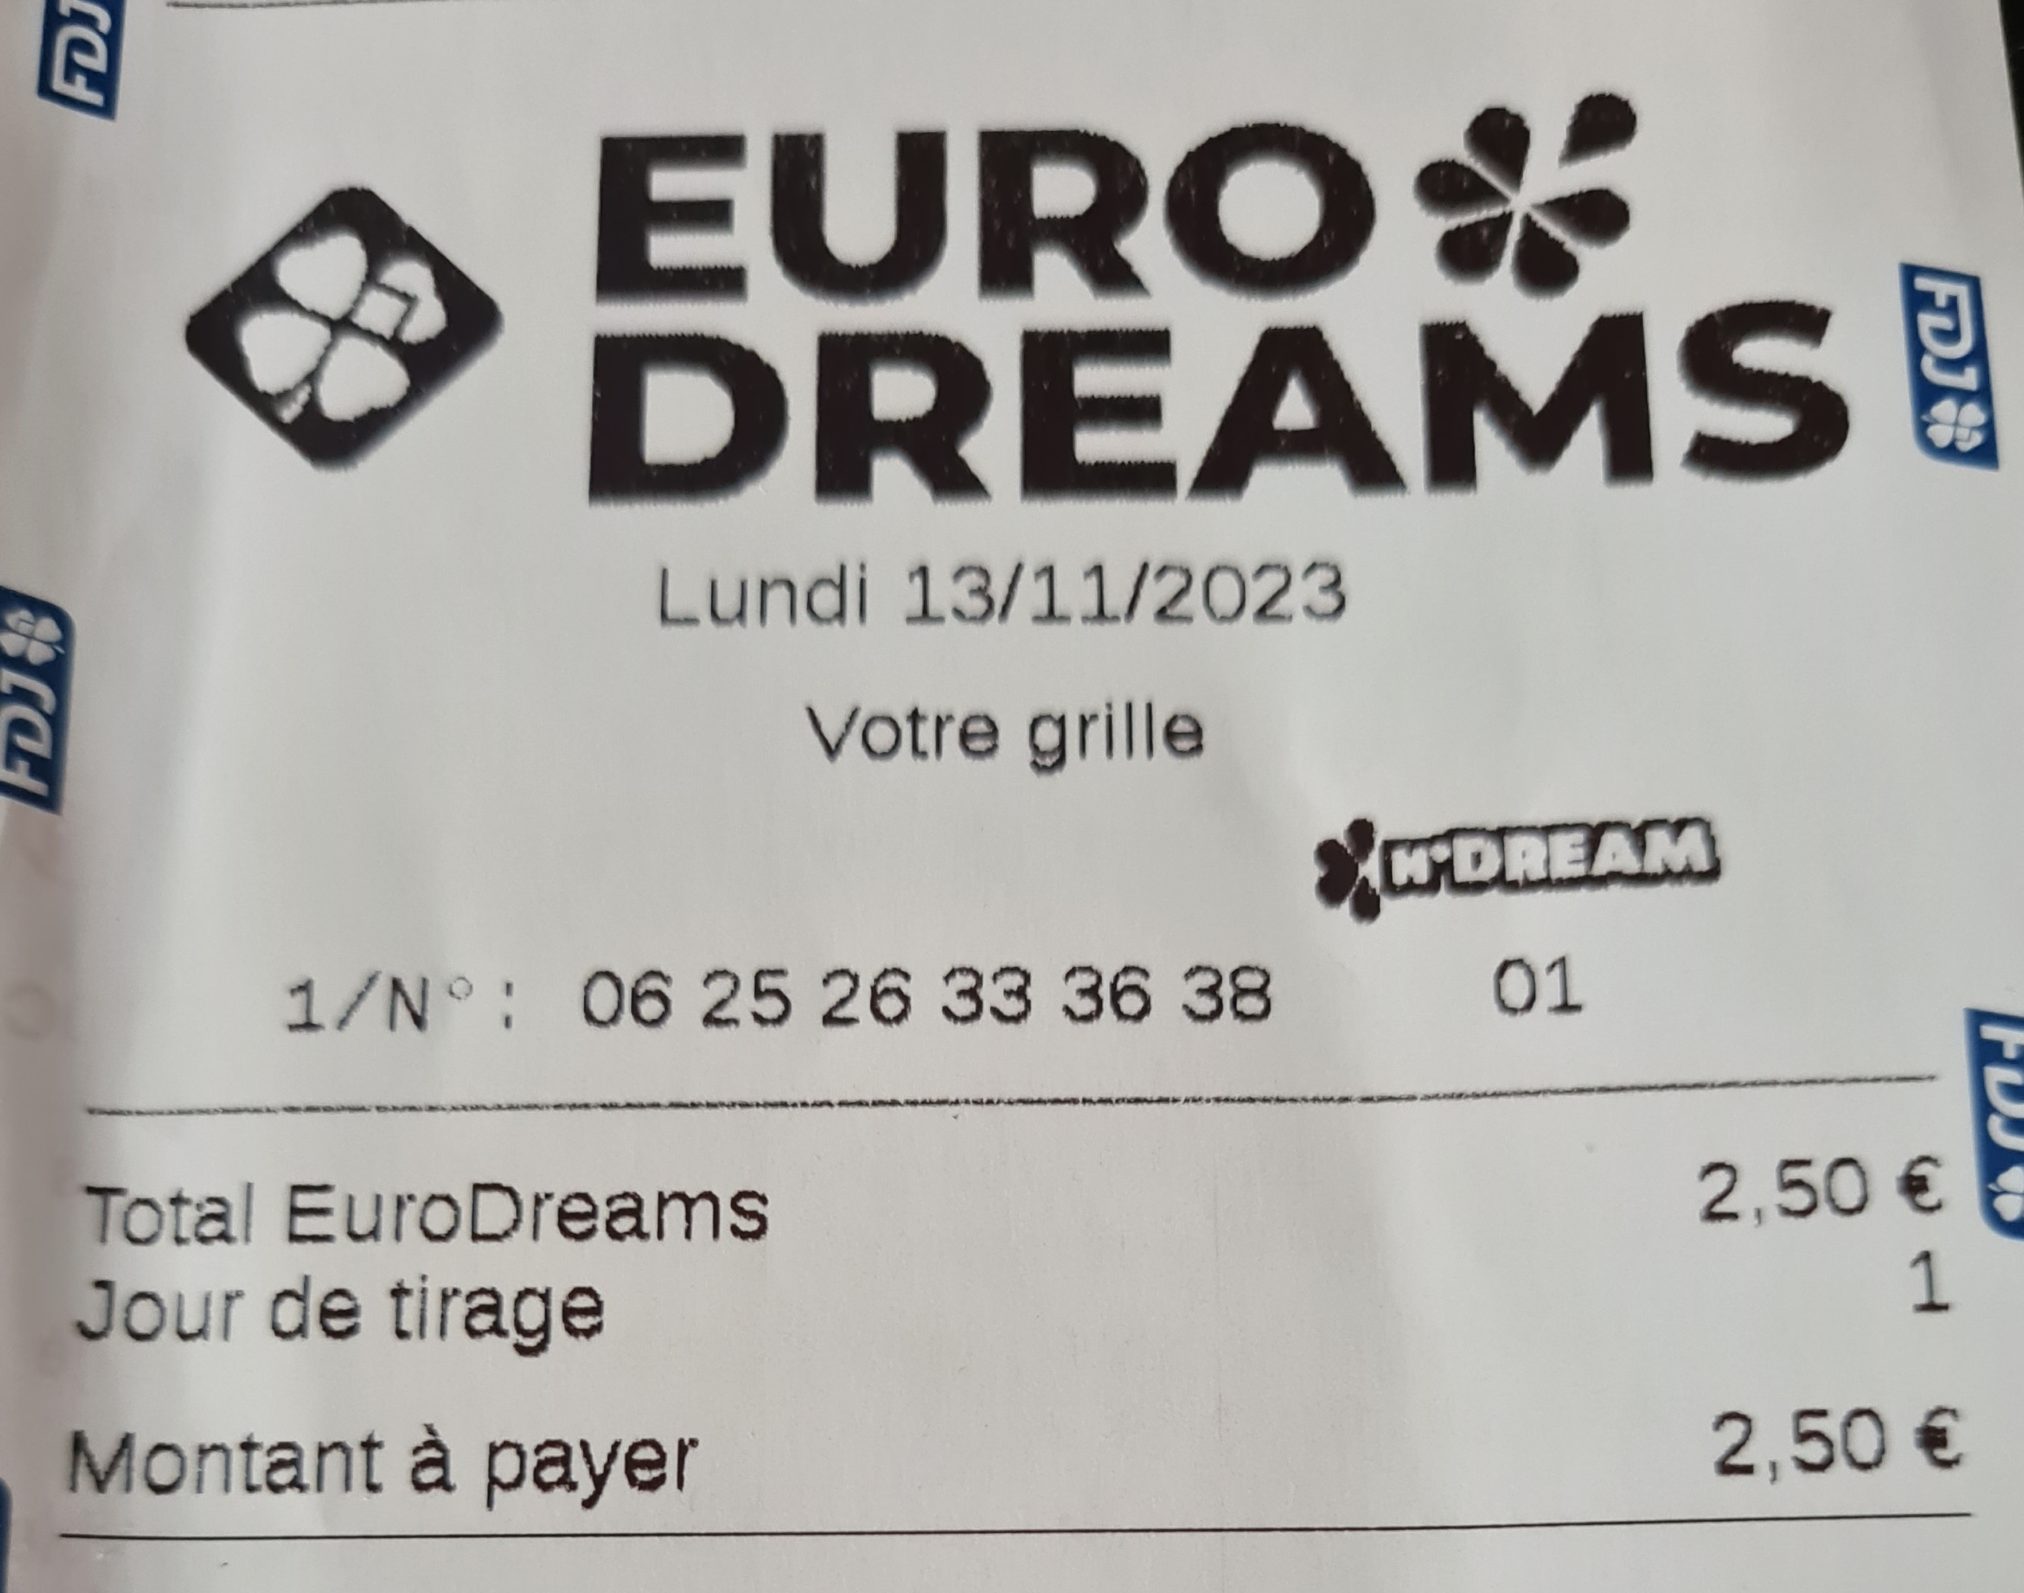 FDJ
EURO
DREAMS
FDJ
Lundi 13/11/2023
FDJ
Votre grille
N°DREAM
1/N° : 06 25 26 33 36 38 01
FDJ
Total EuroDreams 2,50 €
Jour de tirage 1
Montant à payer 2,50 €